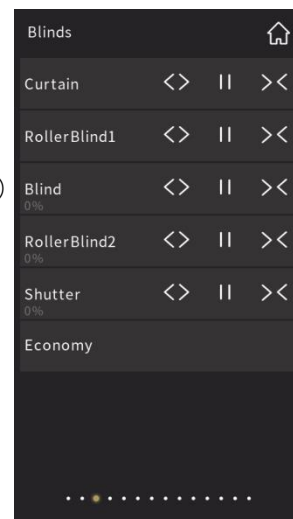 Blinds
Curtain
RollerBlind1
Blind
0%
RollerBlind2
0%
Shutter
0%
Economy